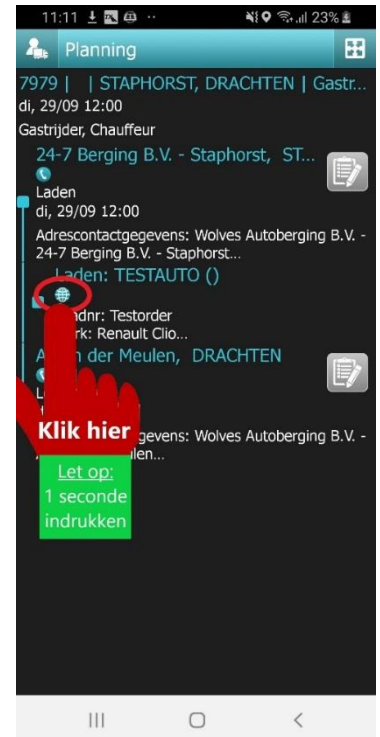 11:11 23%
Planning
7979 | | STAPHORST, DRACHTEN | Gastr...
di, 29/09 12:00
Gastrijder, Chauffeur
24-7 Berging B.V. - Staphorst, ST...
Laden
di, 29/09 12:00
Adrescontactgegevens: Wolves Autoberging B.V. -
24-7 Berging B.V. - Staphorst...
Laden: TESTAUTO ()
Testorder
Renault Clio...
der Meulen, DRACHTEN
Klik hier
Wolves Autoberging B.V. -
Let op:
1 seconde
indrukken